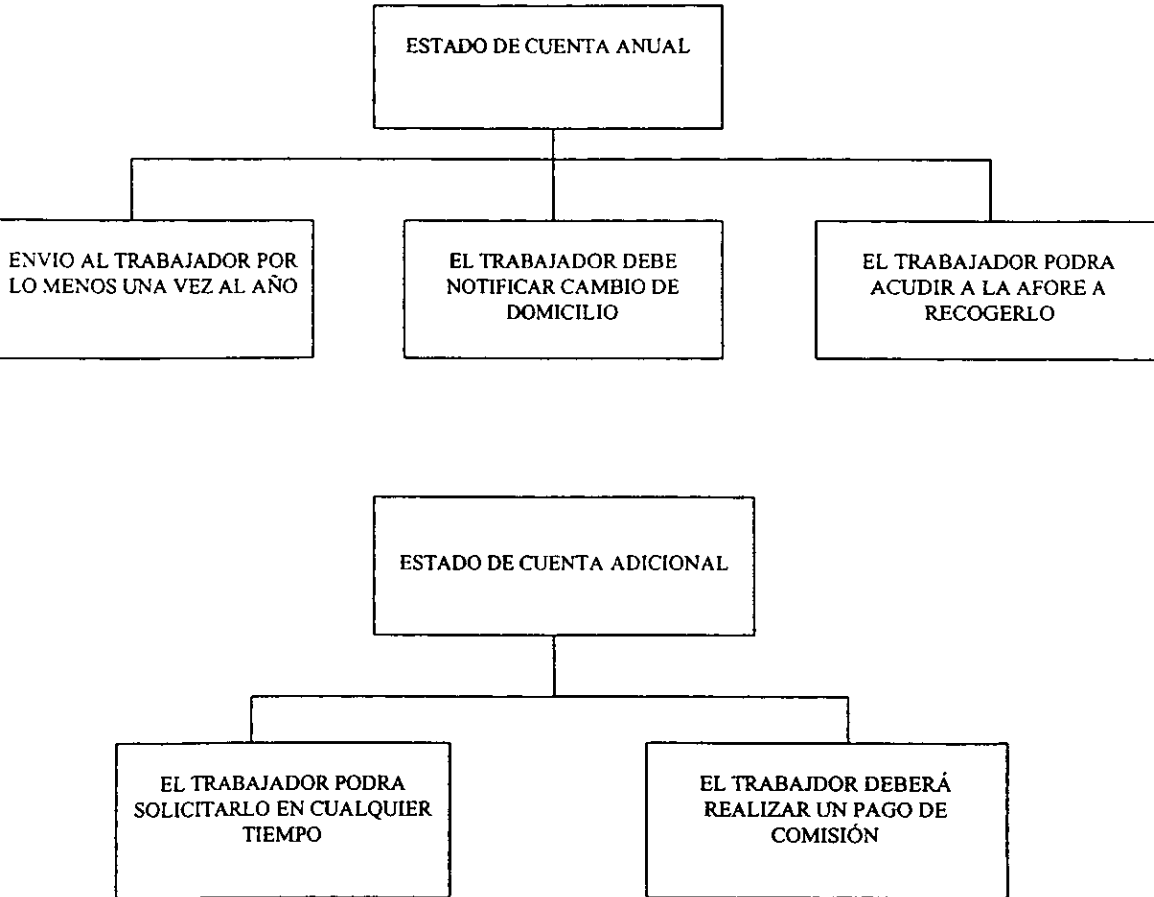 ESTADO DE CUENTA ANUAL
ENVIO AL TRABAJADOR POR
LO MENOS UNA VEZ AL AÑO
EL TRABAJADOR DEBE
NOTIFICAR CAMBIO DE
DOMICILIO
EL TRABAJADOR PODRA
ACUDIR A LA AFORE A
RECOGERLO
ESTADO DE CUENTA ADICIONAL
EL TRABAJADOR PODRA
SOLICITARLO EN CUALQUIER
TIEMPO
EL TRABAJDOR DEBERÁ
REALIZAR UN PAGO DE
COMISIÓN